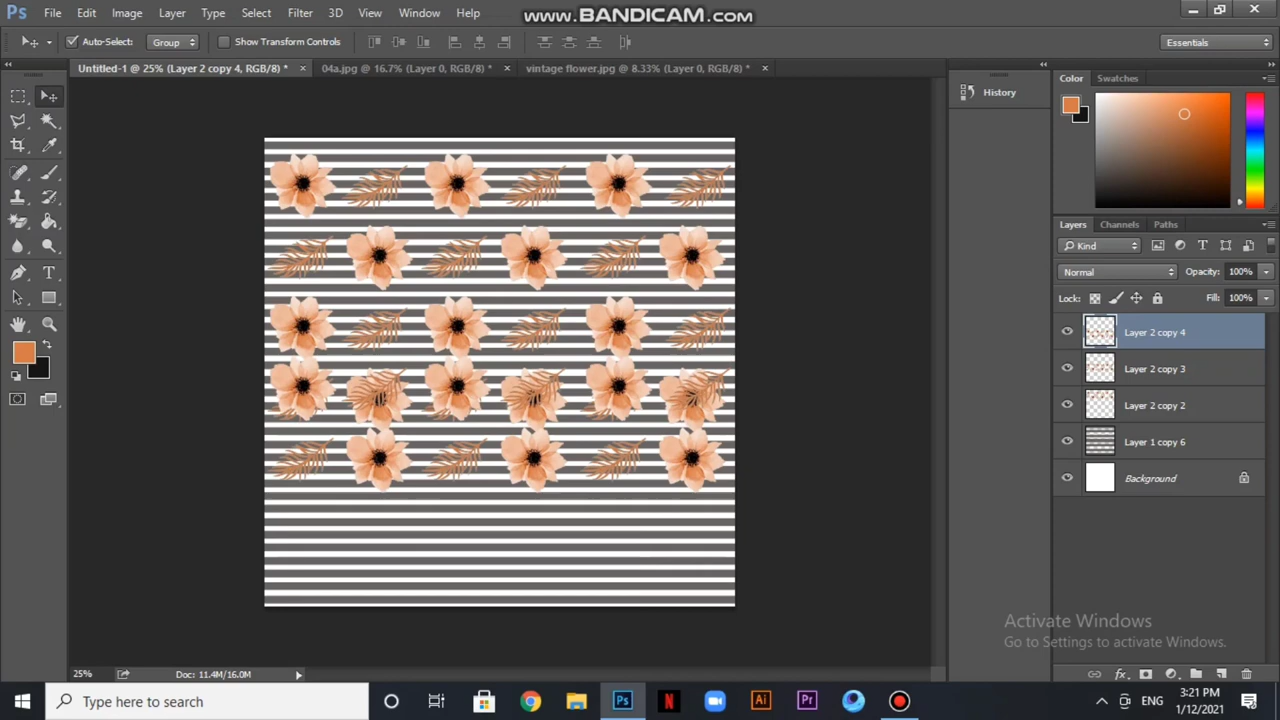 www.BANDICAM.com
Ps File Edit Image Layer Type Select Filter 3D View Window Help
Auto-Select: Group Show Transform Controls Essentials
Untitled-1 @ 25% (Layer 2 copy 4, RGB/8) * × 04a.jpg @ 16.7% (Layer 0, RGB/8) * × vintage flower.jpg @ 8.33% (Layer 0, RGB/8) * ×
History
Color Swatches
Layers Channels Paths
Kind
Normal Opacity: 100%
Lock: Fill: 100%
Layer 2 copy 4
Layer 2 copy 3
Layer 2 copy 2
Layer 1 copy 6
Background
Activate Windows
Go to Settings to activate Windows.
25% Doc: 11.4M/16.0M
Type here to search
Ps N Ai Pr
ENG
3:21 PM
1/12/2021